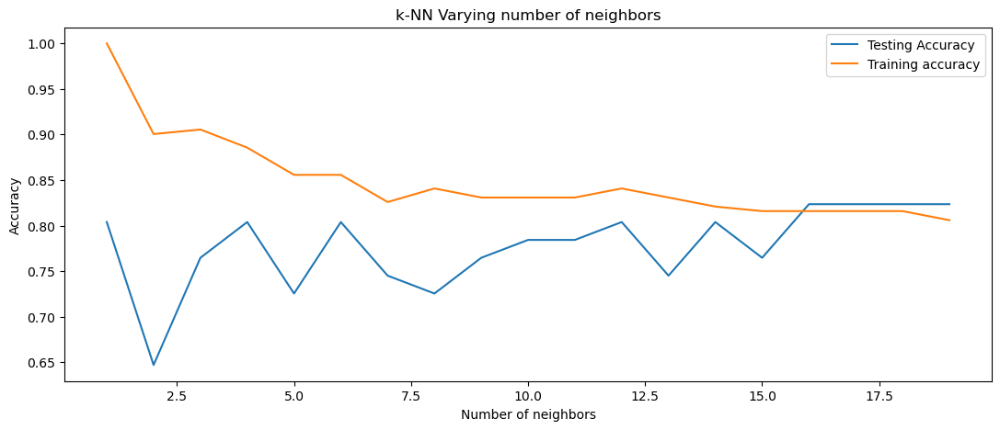 k-NN Varying number of neighbors
Testing Accuracy
Training accuracy
Accuracy
1.00
0.95
0.90
0.85
0.80
0.75
0.70
0.65
2.5 5.0 7.5 10.0 12.5 15.0 17.5
Number of neighbors